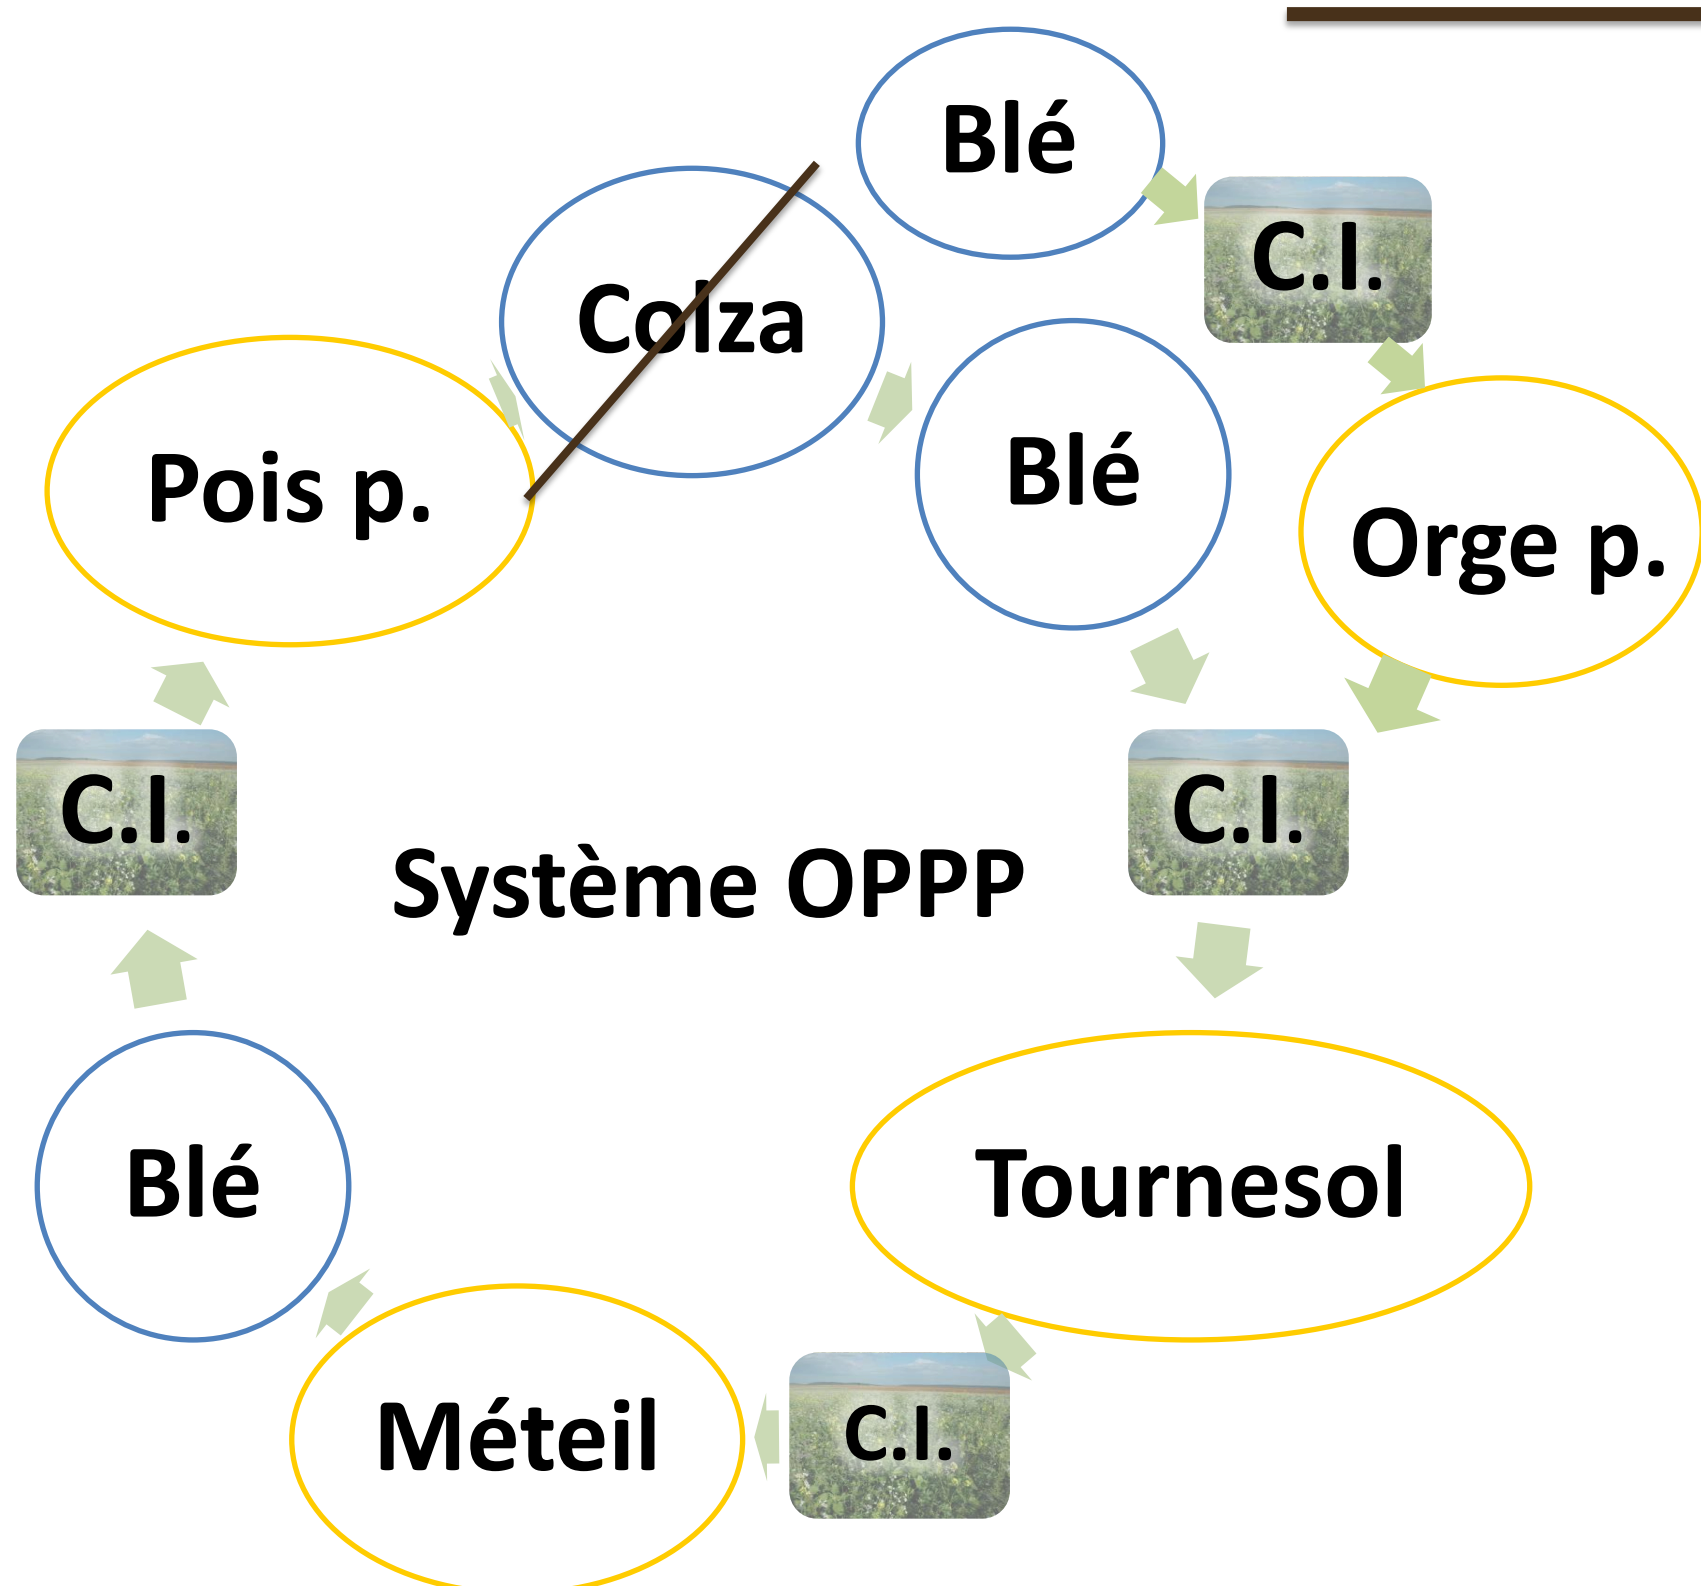 Blé
C.I.
Colza
Blé
Pois p.
Orge p.
C.I.
C.I.
Système OPPP
Blé
Tournesol
Méteil
C.I.